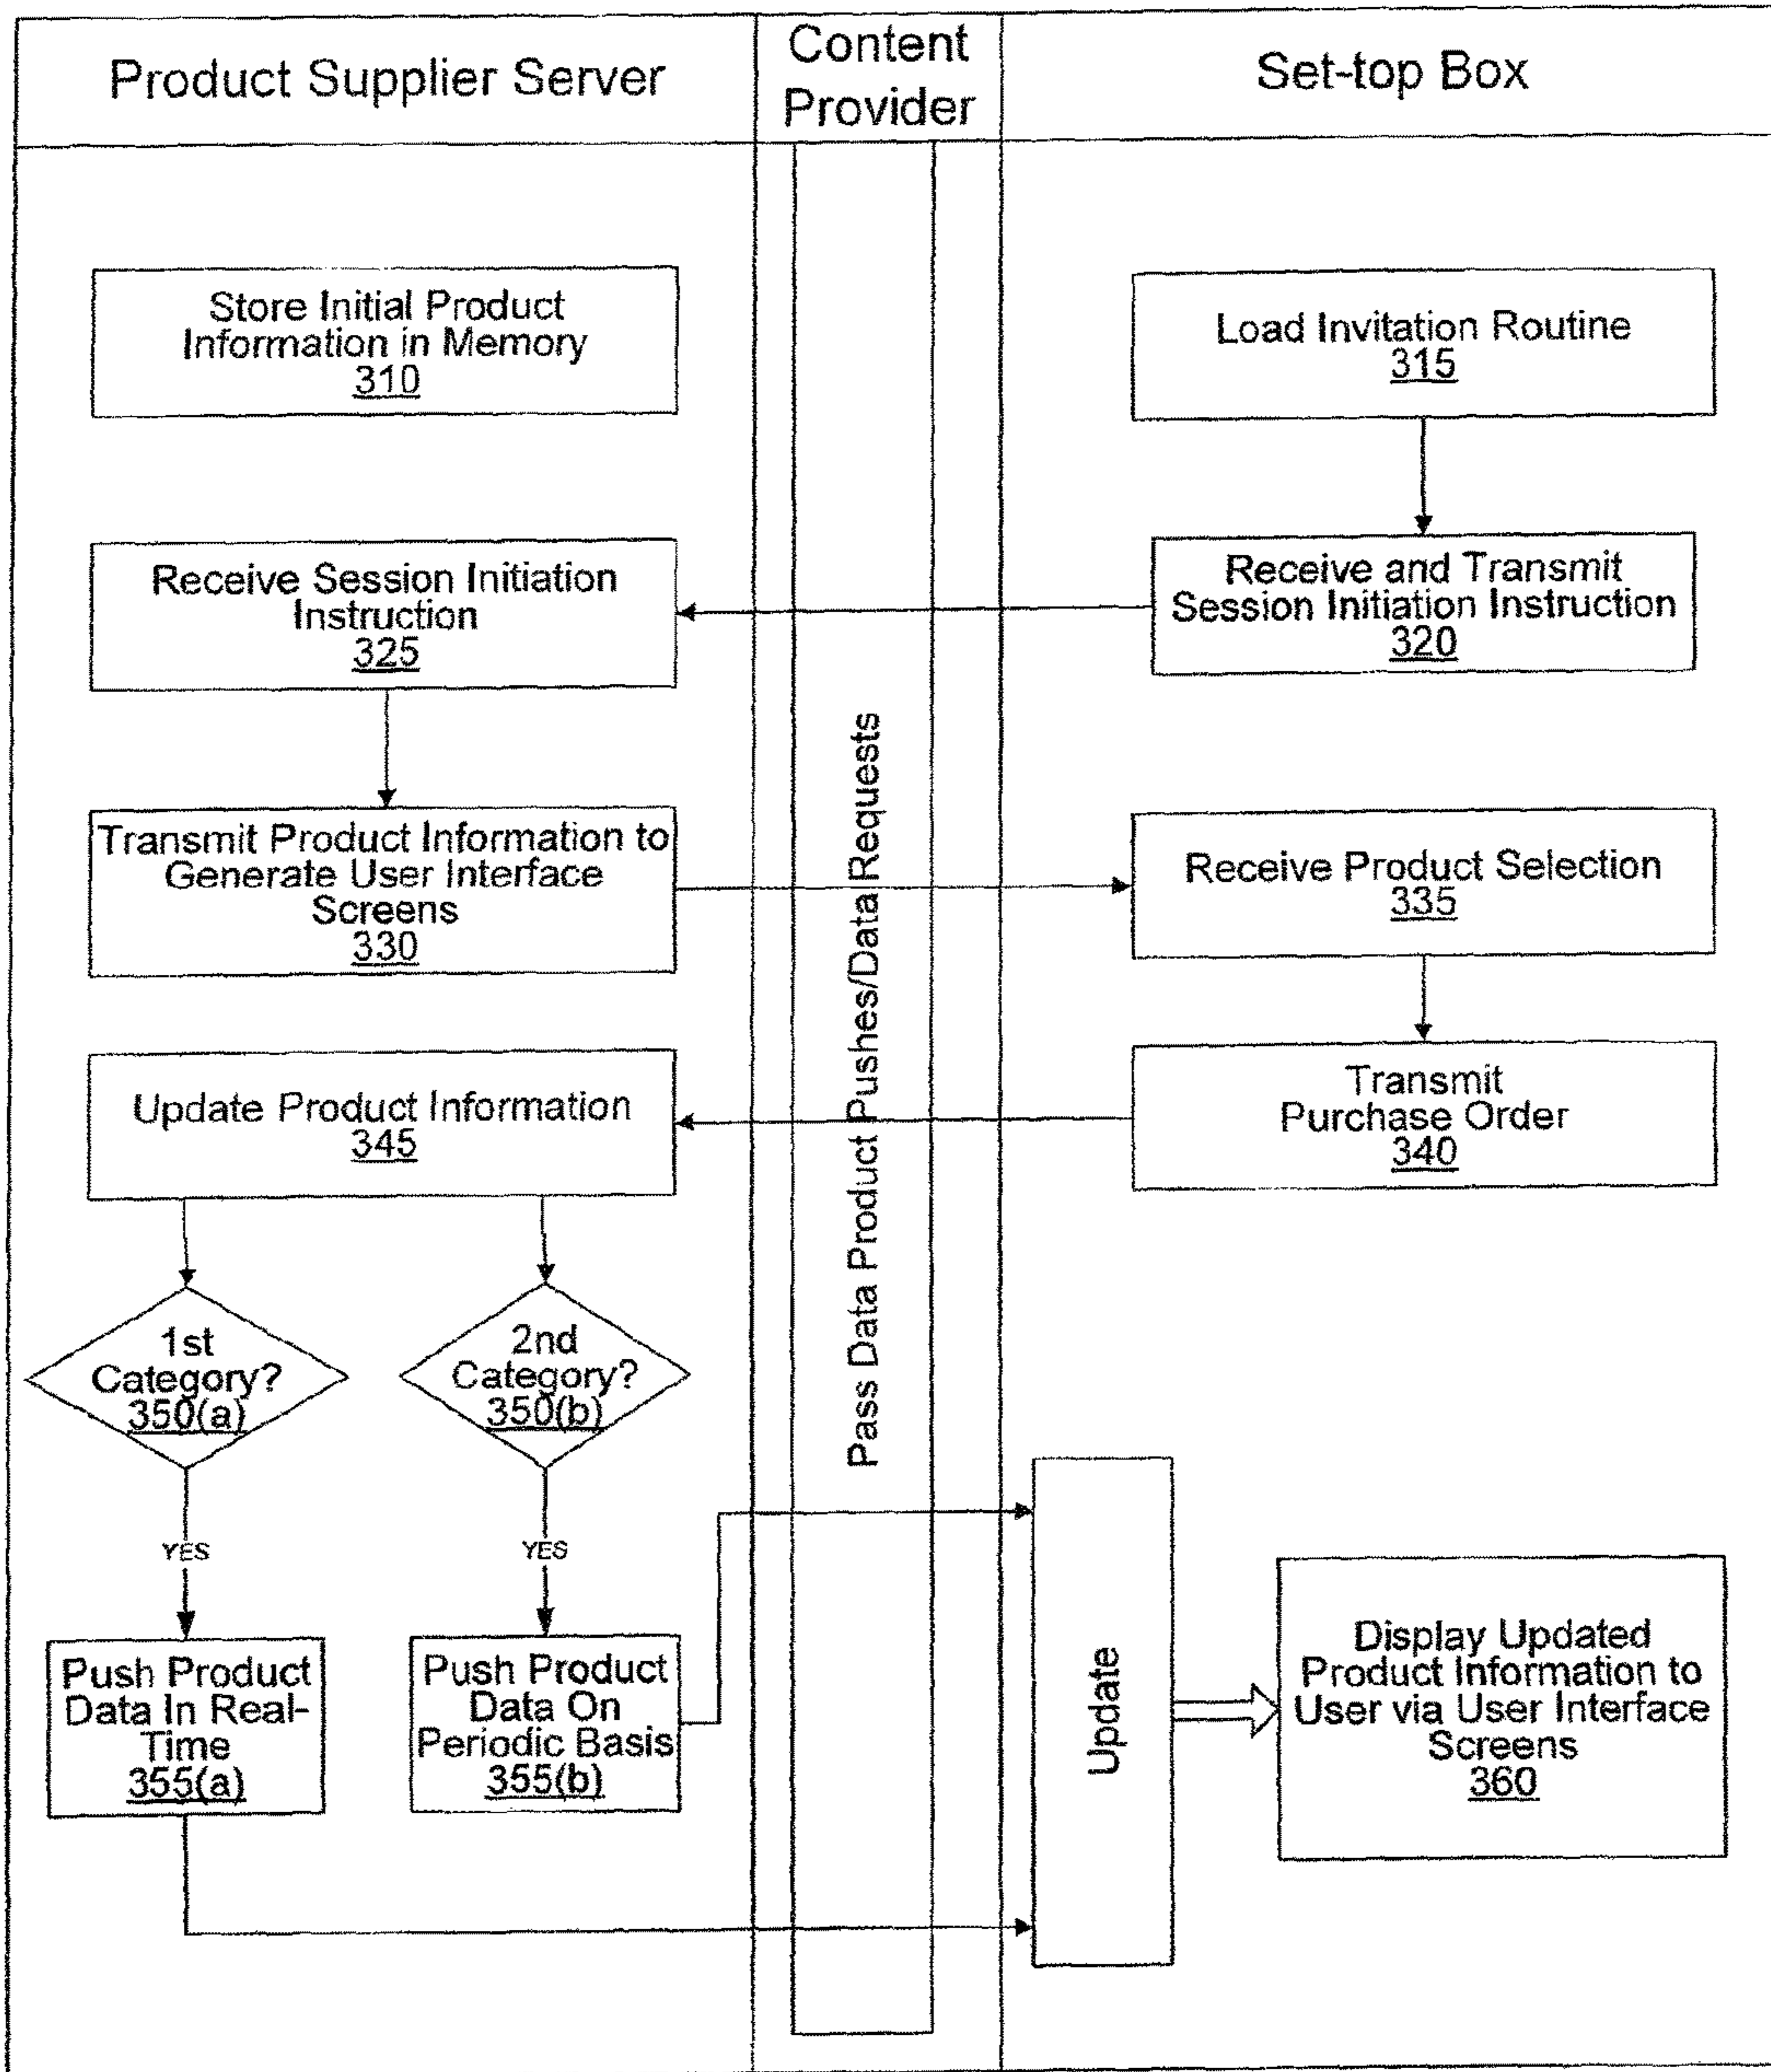 Product Supplier Server
Content
Provider
Set-top Box
Store Initial Product
Information in Memory
310
Load Invitation Routine
315
Receive Session Initiation
Instruction
325
Receive and Transmit
Session Initiation Instruction
320
Transmit Product Information to
Generate User Interface
Screens
330
Receive Product Selection
335
Update Product Information
345
Transmit
Purchase Order
340
Pass Data Product Pushes/Data Requests
1st
Category?
350(a)
2nd
Category?
350(b)
YES
YES
Push Product
Data In Real-
Time
355(a)
Push Product
Data On
Periodic Basis
355(b)
Update
Display Updated
Product Information to
User via User Interface
Screens
360